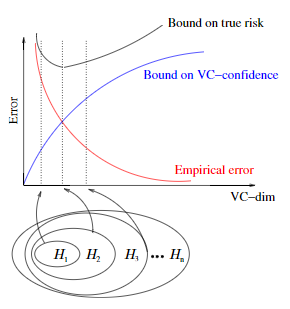 Bound on true risk
Bound on VC−confidence
Error
Empirical error
VC−dim
H1 H2 H3 ••• Hn